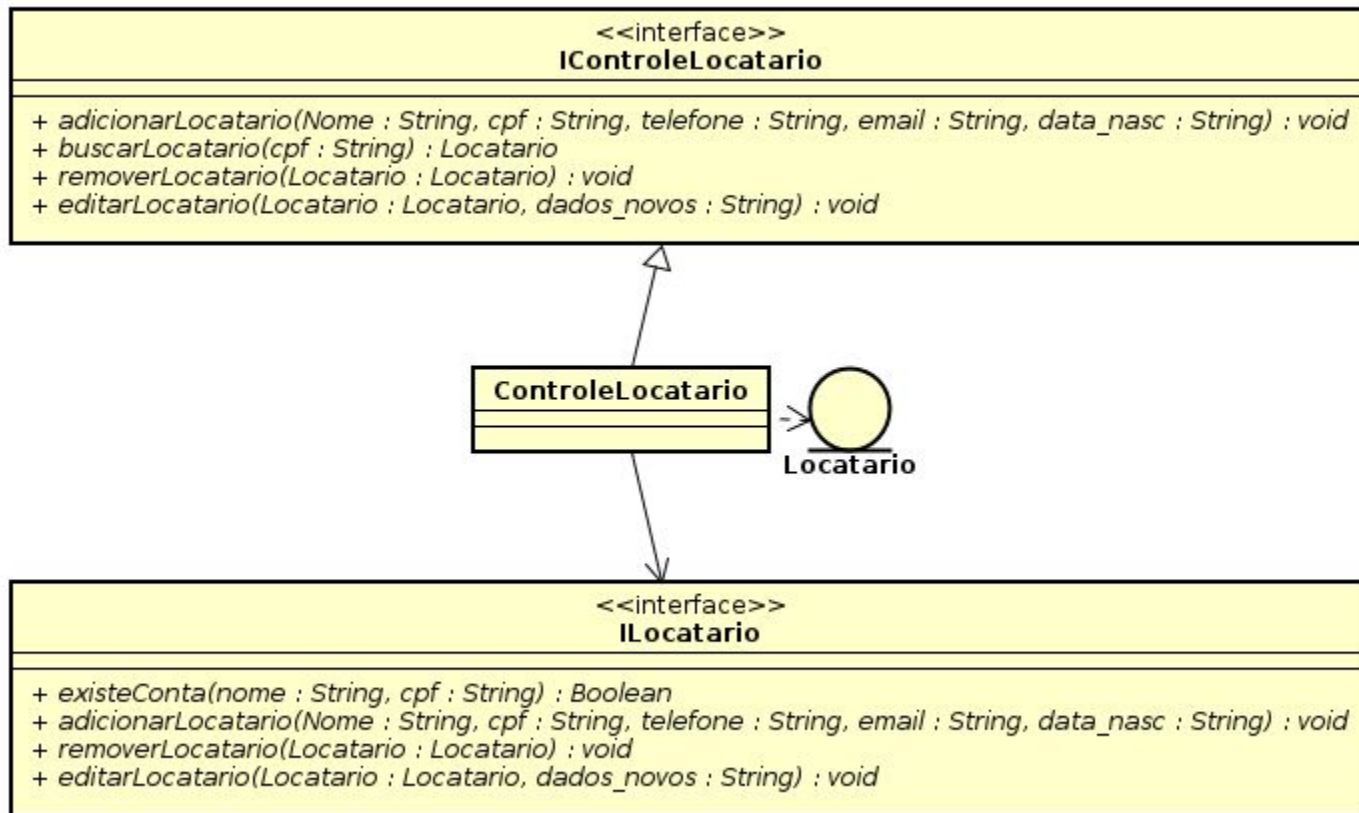 <<interface>>
IControleLocatario
+ adicionarLocatario(Nome : String, cpf : String, telefone : String, email : String, data_nasc : String) : void
+ buscarLocatario(cpf : String) : Locatario
+ removerLocatario(Locatario : Locatario) : void
+ editarLocatario(Locatario : Locatario, dados_novos : String) : void
ControleLocatario
Locatario
<<interface>>
ILocatario
+ existeConta(nome : String, cpf : String) : Boolean
+ adicionarLocatario(Nome : String, cpf : String, telefone : String, email : String, data_nasc : String) : void
+ removerLocatario(Locatario : Locatario) : void
+ editarLocatario(Locatario : Locatario, dados_novos : String) : void